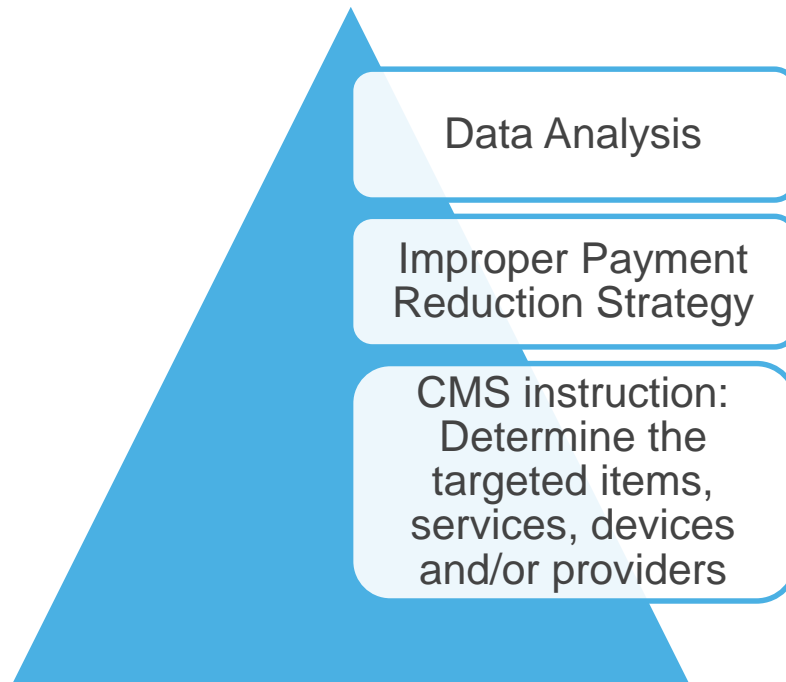 Data Analysis
Improper Payment
Reduction Strategy
CMS instruction:
Determine the
targeted items,
services, devices
and/or providers